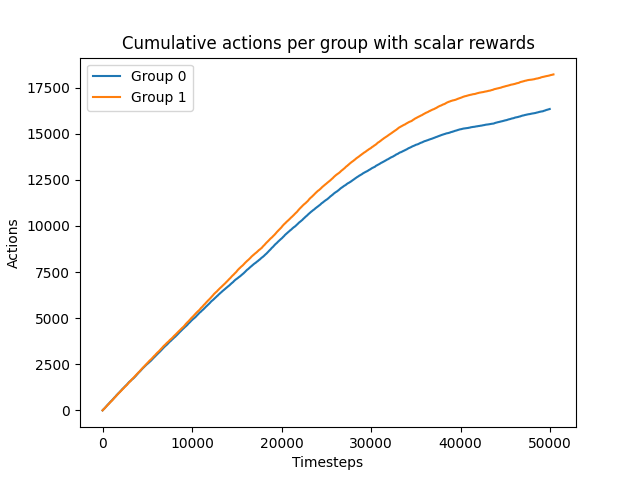 Cumulative actions per group with scalar rewards
Group 0
Group 1
17500
15000
12500
10000
7500
5000
2500
0
Actions
0 10000 20000 30000 40000 50000
Timesteps